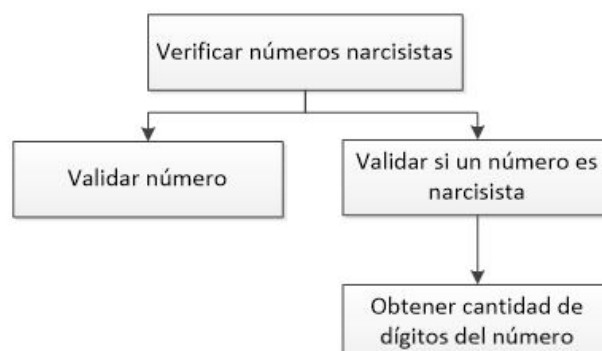 Verificar números narcisistas
Validar número
Validar si un número es
narcisista
Obtener cantidad de
dígitos del número